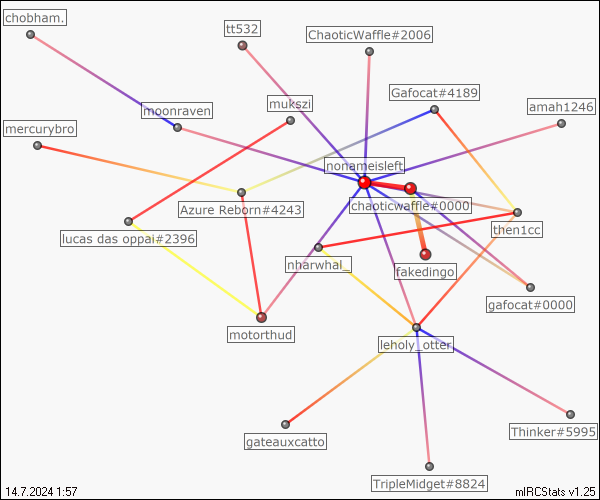 chobham.
tt532
ChaoticWaffle#2006
Gafocat#4189
mukszi
amah1246
moonraven
mercurybro
nonameisleft
chaoticwaffle#0000
Azure Reborn#4243
then1cc
lucas das oppai#2396
nharwhal_
fakedingo
gafocat#0000
motorthud
leholy_otter
Thinker#5995
gateauxcatto
TripleMidget#8824
14.7.2024 1:57
mIRCStats v1.25